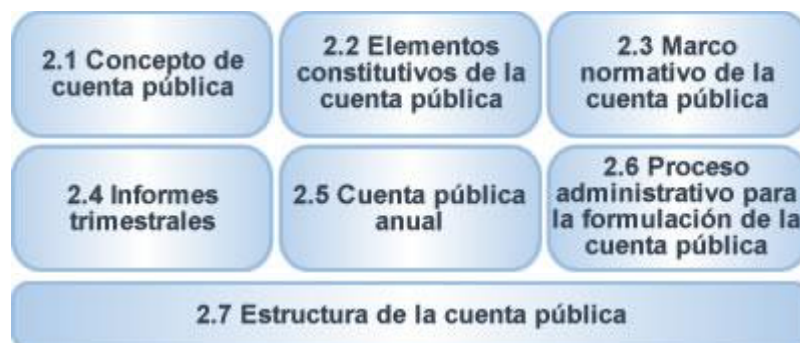 2.1 Concepto de
cuenta pública
2.2 Elementos
constitutivos de la
cuenta pública
2.3 Marco
normativo de la
cuenta pública
2.4 Informes
trimestrales
2.5 Cuenta pública
anual
2.6 Proceso
administrativo para
la formulación de la
cuenta pública
2.7 Estructura de la cuenta pública